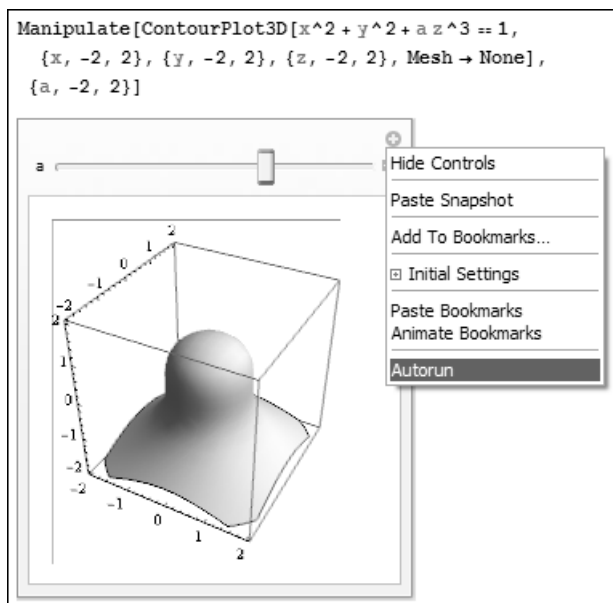 Manipulate[ContourPlot3D[x^2 + y^2 + a z^3 == 1,
{x, -2, 2}, {y, -2, 2}, {z, -2, 2}, Mesh → None],
{a, -2, 2}]
a
Hide Controls
Paste Snapshot
Add To Bookmarks...
Initial Settings
Paste Bookmarks
Animate Bookmarks
Autorun
2
1
0
-1
-2
2
1
0
-1
-2
-2
-1
0
1
2